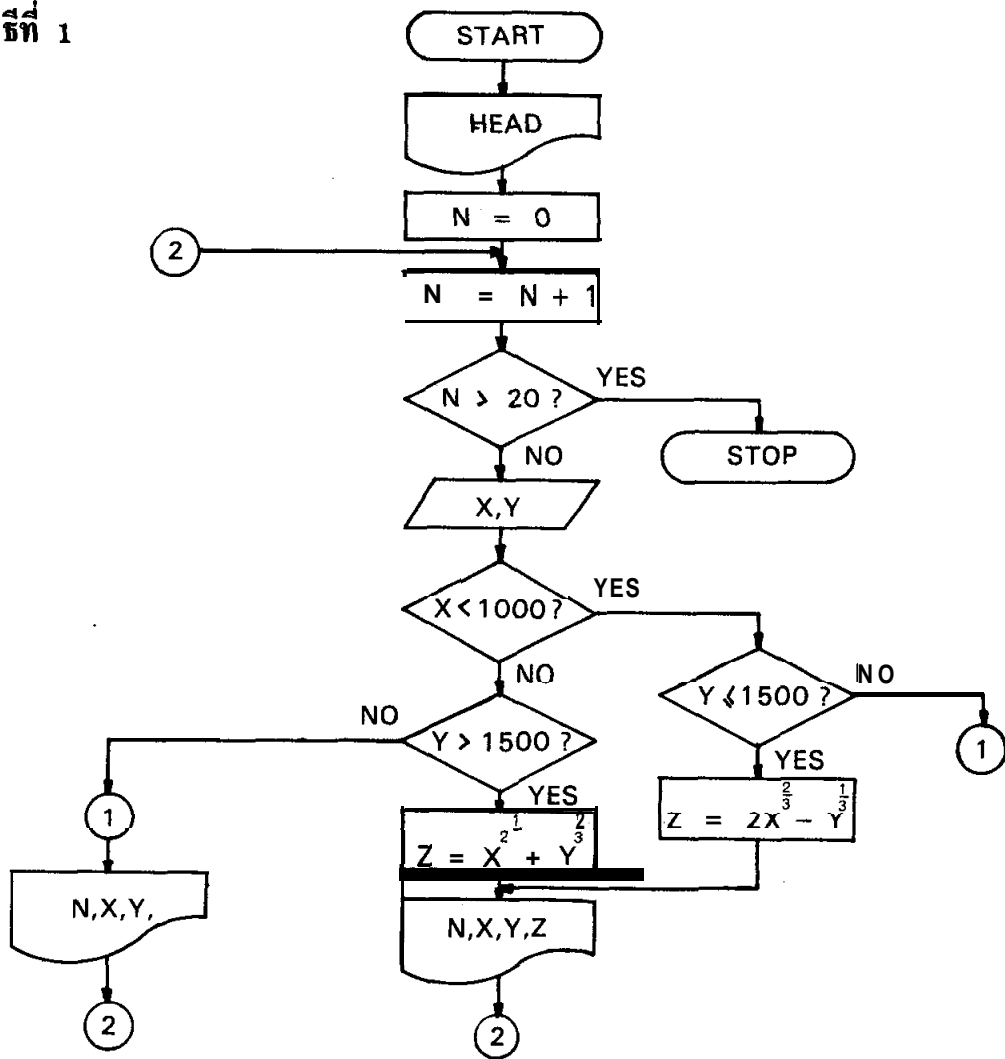 ธีที่ 1
START
HEAD
N = 0
2
N = N + 1
N > 20 ?
YES
STOP
NO
X,Y
X < 1000 ?
YES
NO
Y ≤ 1500 ?
NO
1
YES
Z = 2X^(2/3) - Y^(1/3)
Y > 1500 ?
NO
1
YES
Z = X^(1/2) + Y^(2/3)
N,X,Y,
N,X,Y,Z
2
2